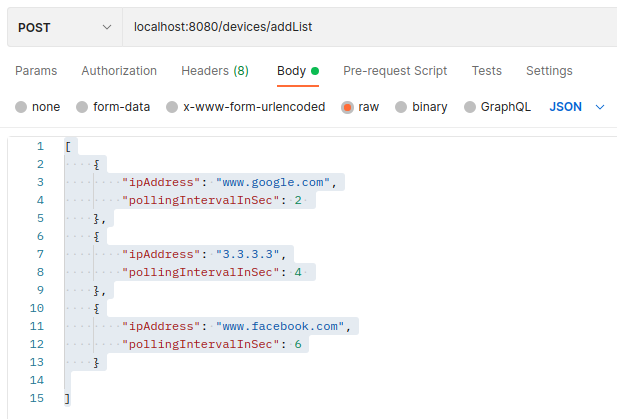 POST localhost:8080/devices/addList
Params Authorization Headers (8) Body Pre-request Script Tests Settings
none form-data x-www-form-urlencoded raw binary GraphQL JSON
1 [
2 {
3 "ipAddress": "www.google.com",
4 "pollingIntervalInSec": 2
5 },
6 {
7 "ipAddress": "3.3.3.3",
8 "pollingIntervalInSec": 4
9 },
10 {
11 "ipAddress": "www.facebook.com",
12 "pollingIntervalInSec": 6
13 }
14
15 ]